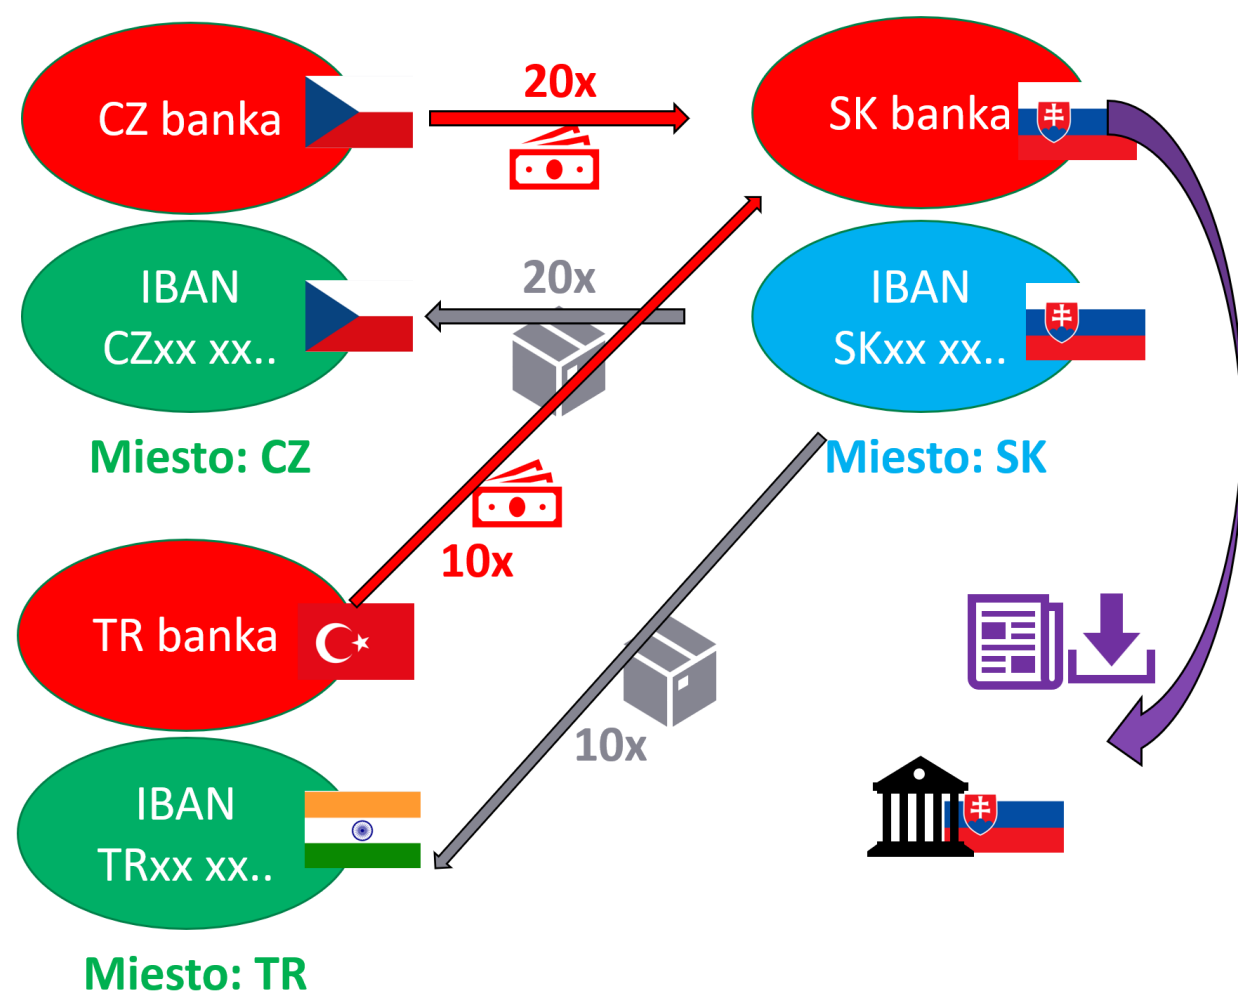 CZ banka
20x
SK banka
IBAN
CZxx xx..
20x
IBAN
SKxx xx..
Miesto: CZ
Miesto: SK
10x
TR banka
10x
IBAN
TRxx xx..
Miesto: TR